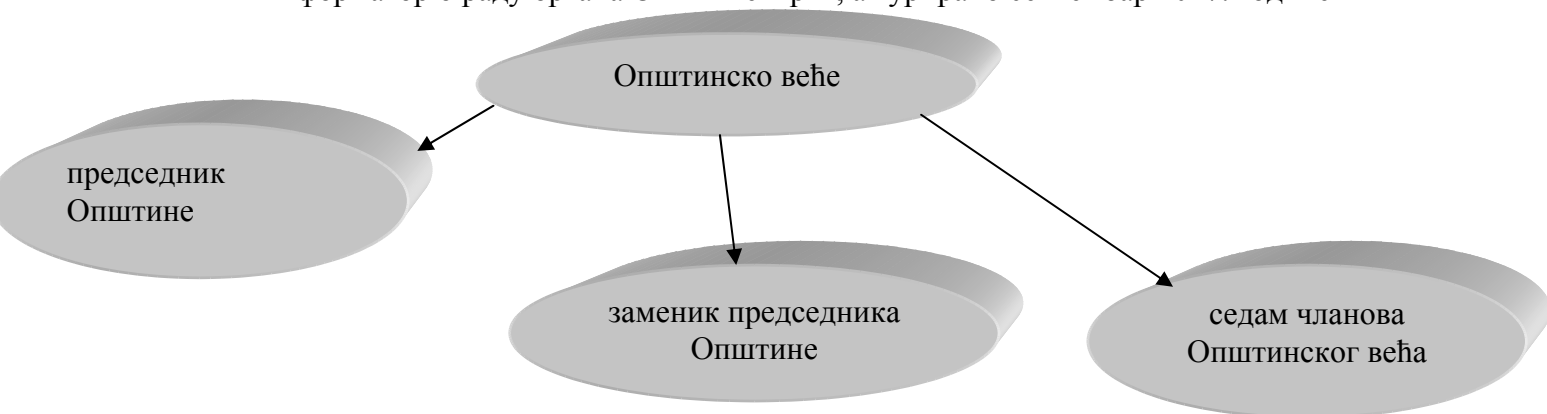 Општинско веће
председник
Општине
заменик председника
Општине
седам чланова
Општинског већа